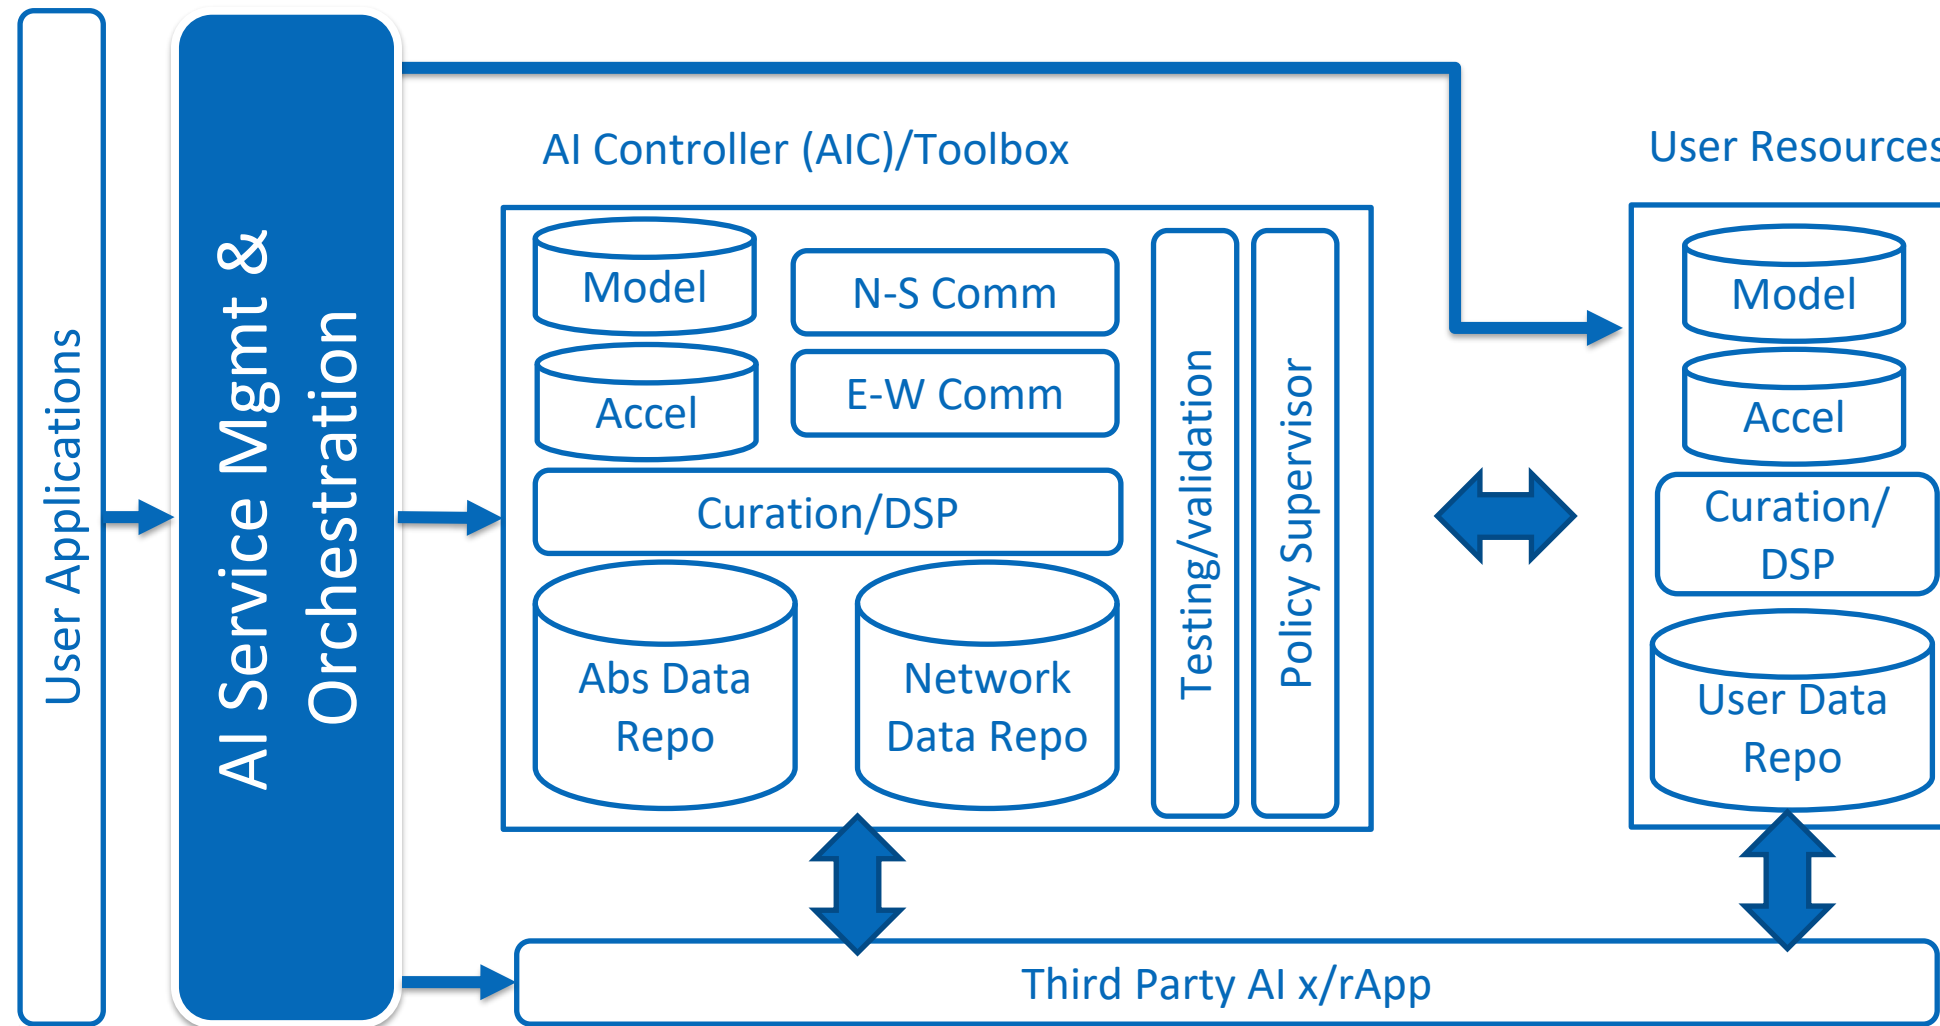 User Applications
AI Service Mgmt &
Orchestration
AI Controller (AIC)/Toolbox
Model
N-S Comm
Accel
E-W Comm
Curation/DSP
Abs Data
Repo
Network
Data Repo
Testing/validation
Policy Supervisor
User Resources
Model
Accel
Curation/
DSP
User Data
Repo
Third Party AI x/rApp